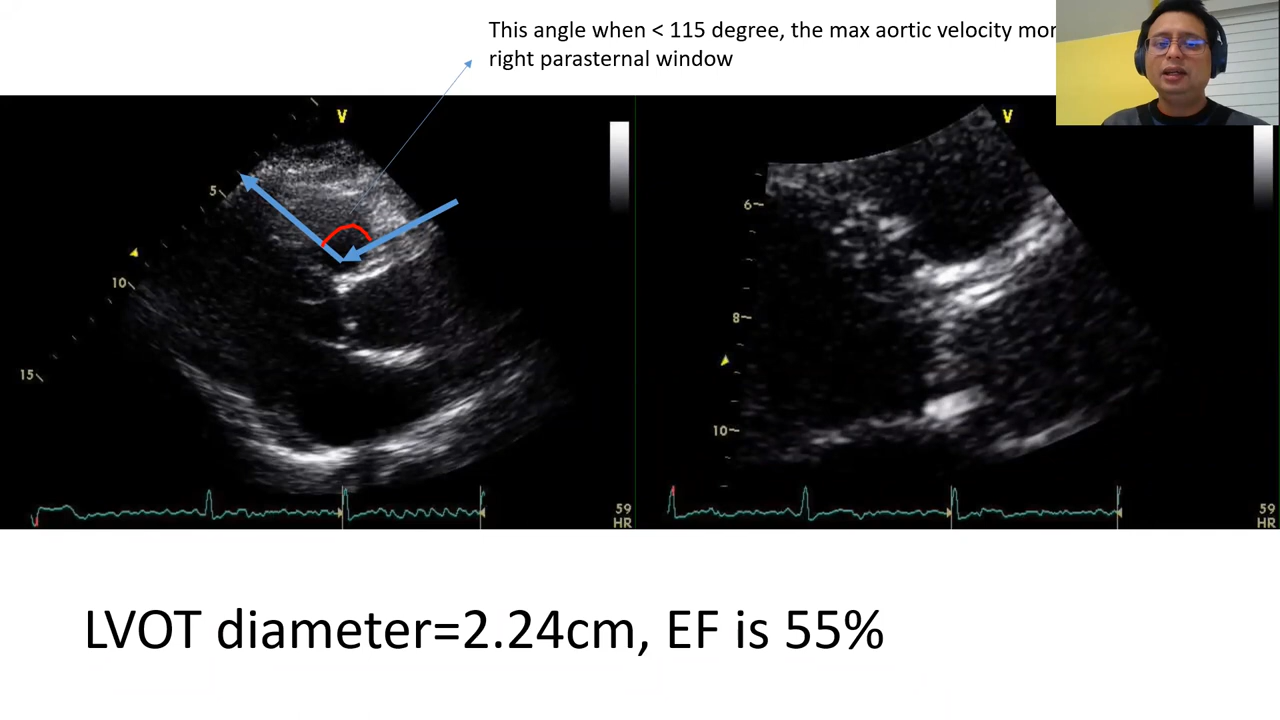 This angle when < 115 degree, the max aortic velocity
right parasternal window
V
V
5
10
15
6
8
10
59
HR
59
HR
LVOT diameter=2.24cm, EF is 55%